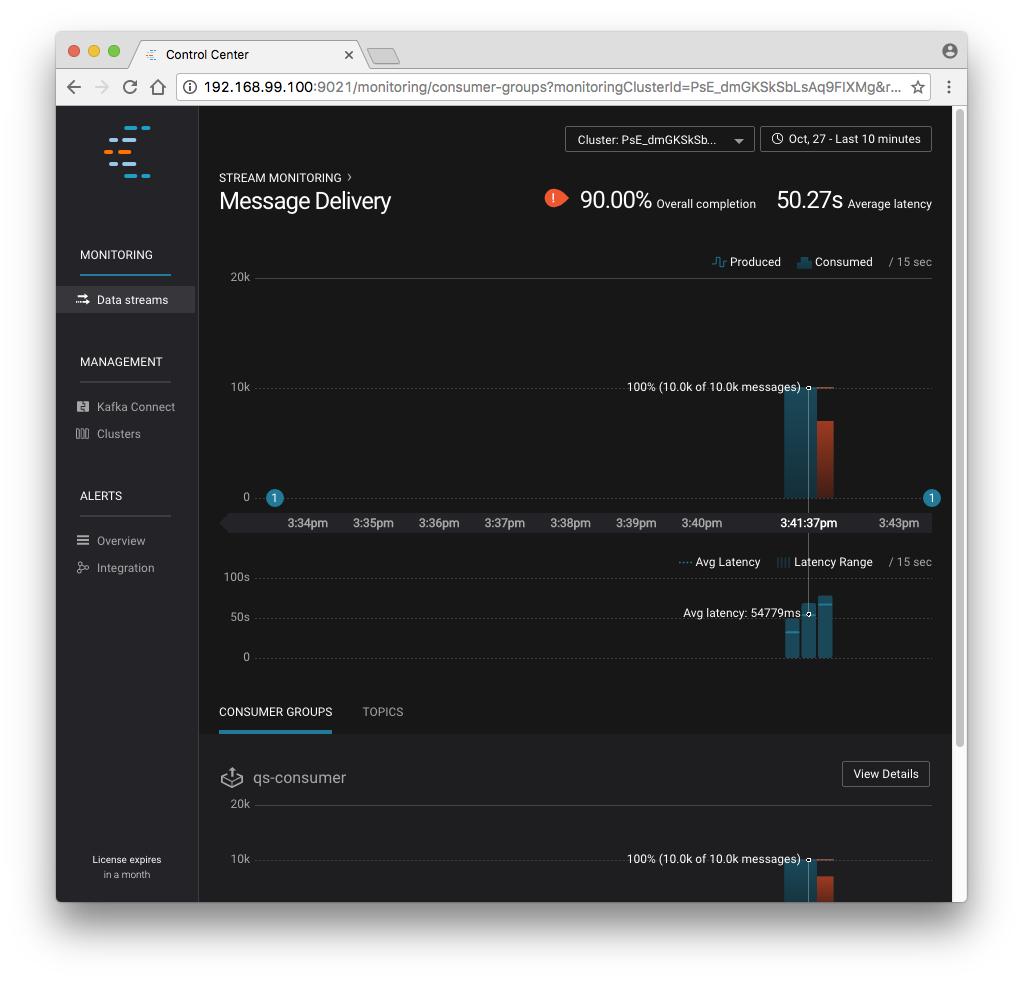 Control Center
192.168.99.100:9021/monitoring/consumer-groups?monitoringClusterId=PsE_dmGKSkSbLsAq9FIXMg&r...
Cluster: PsE_dmGKSkSb...
Oct, 27 - Last 10 minutes
STREAM MONITORING
Message Delivery
! 90.00% Overall completion
50.27s Average latency
MONITORING
Data streams
MANAGEMENT
Kafka Connect
Clusters
ALERTS
Overview
Integration
License expires
in a month
Produced Consumed / 15 sec
20k
10k
100% (10.0k of 10.0k messages)
0
1
1
3:34pm 3:35pm 3:36pm 3:37pm 3:38pm 3:39pm 3:40pm 3:41:37pm 3:43pm
Avg Latency Latency Range / 15 sec
100s
50s
Avg latency: 54779ms
0
CONSUMER GROUPS TOPICS
qs-consumer
View Details
20k
10k
100% (10.0k of 10.0k messages)